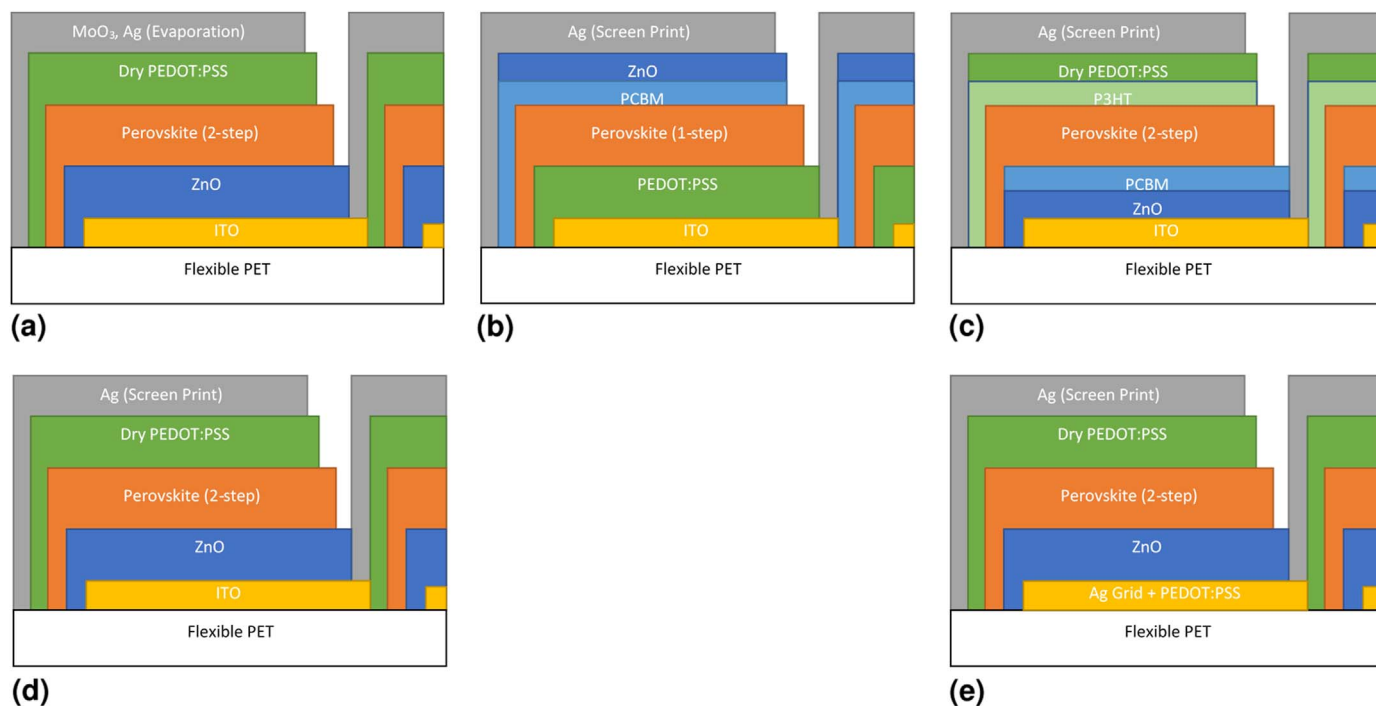 MoO₃, Ag (Evaporation)
Dry PEDOT:PSS
Perovskite (2-step)
ZnO
ITO
Flexible PET
(a)
Ag (Screen Print)
ZnO
PCBM
Perovskite (1-step)
PEDOT:PSS
ITO
Flexible PET
(b)
Ag (Screen Print)
Dry PEDOT:PSS
P3HT
Perovskite (2-step)
PCBM
ZnO
ITO
Flexible PET
(c)
Ag (Screen Print)
Dry PEDOT:PSS
Perovskite (2-step)
ZnO
ITO
Flexible PET
(d)
Ag (Screen Print)
Dry PEDOT:PSS
Perovskite (2-step)
ZnO
Ag Grid + PEDOT:PSS
Flexible PET
(e)